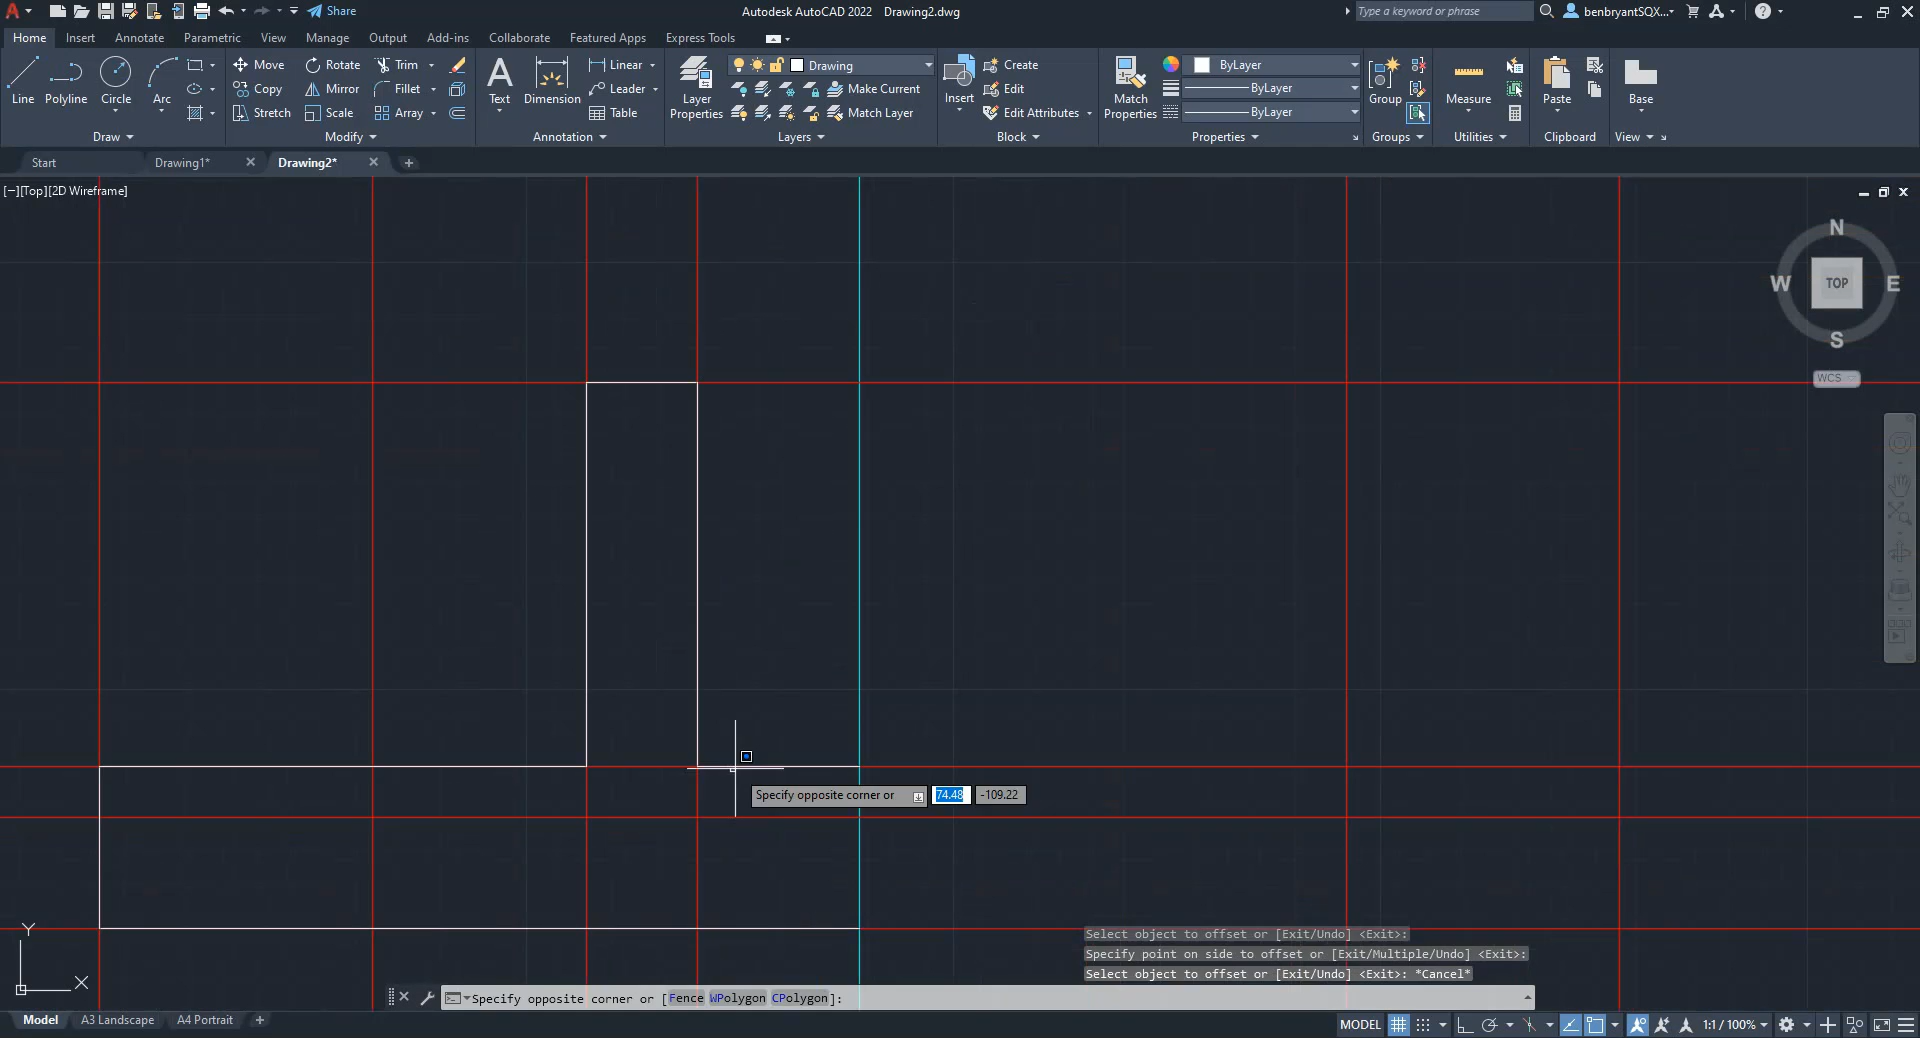 Share
Autodesk AutoCAD 2022 Drawing2.dwg
Type a keyword or phrase
benbryantSQX...
Home Insert Annotate Parametric View Manage Output Add-ins Collaborate Featured Apps Express Tools
Line Polyline Circle Arc
Draw
Move Rotate Trim
Copy Mirror Fillet
Stretch Scale Array
Modify
Text Dimension
Linear
Leader
Table
Annotation
Layer Properties
Drawing
Make Current
Match Layer
Layers
Insert
Create
Edit
Edit Attributes
Block
Match Properties
ByLayer
ByLayer
ByLayer
Properties
Group
Groups
Measure
Utilities
Paste
Clipboard
Base
View
Start Drawing1* Drawing2*
[−][Top][2D Wireframe]
N
W TOP E
S
WCS
Specify opposite corner or 74.48 -109.22
Y
X
Select object to offset or [Exit/Undo] <Exit>:
Specify point on side to offset or [Exit/Multiple/Undo] <Exit>:
Select object to offset or [Exit/Undo] <Exit>: *Cancel*
Specify opposite corner or [Fence WPolygon CPolygon]:
Model A3 Landscape A4 Portrait
MODEL 1:1 / 100%